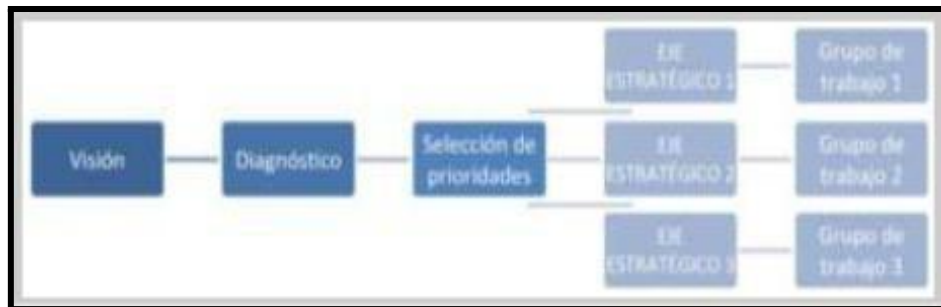 Visión
Diagnóstico
Selección de
prioridades
EJE
ESTRATÉGICO 1
Grupo de
trabajo 1
EJE
ESTRATÉGICO 2
Grupo de
trabajo 2
EJE
ESTRATÉGICO 3
Grupo de
trabajo 3